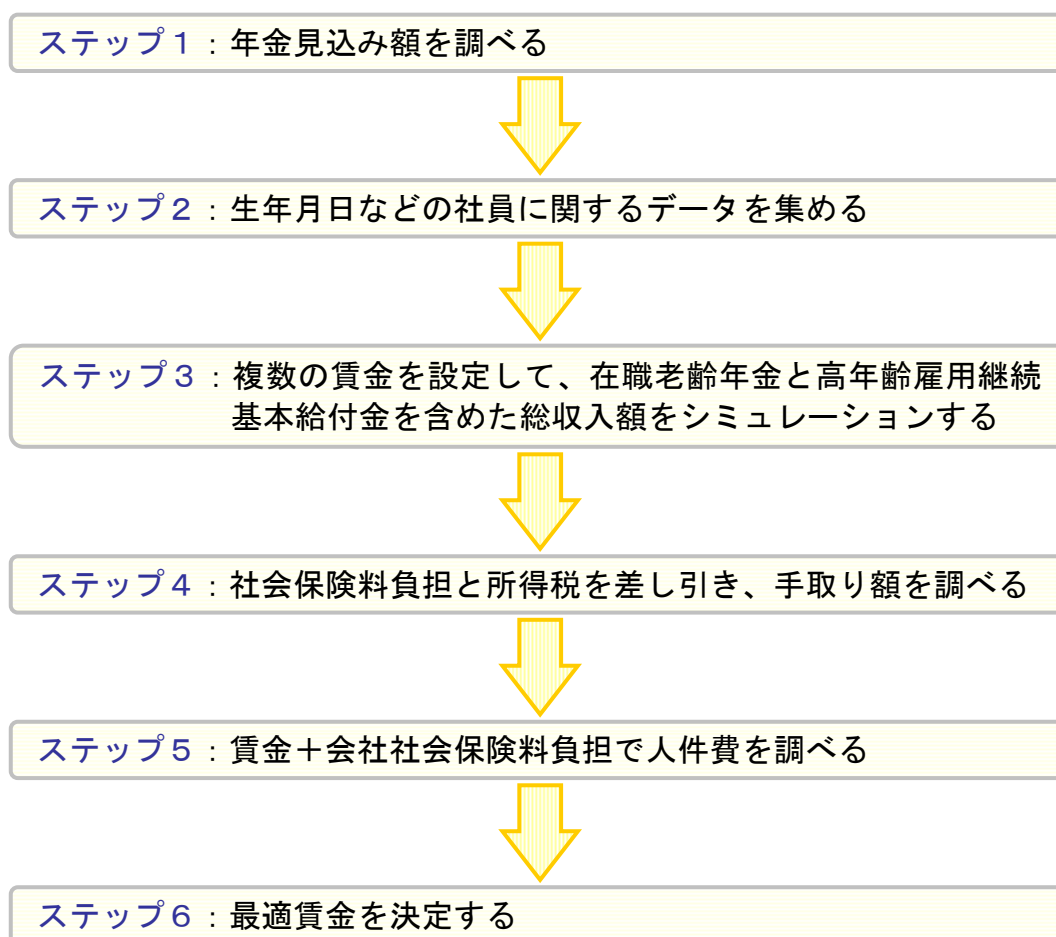 ステップ１：年金見込み額を調べる
ステップ２：生年月日などの社員に関するデータを集める
ステップ３：複数の賃金を設定して、在職老齢年金と高年齢雇用継続
基本給付金を含めた総収入額をシミュレーションする
ステップ４：社会保険料負担と所得税を差し引き、手取り額を調べる
ステップ５：賃金＋会社社会保険料負担で人件費を調べる
ステップ６：最適賃金を決定する